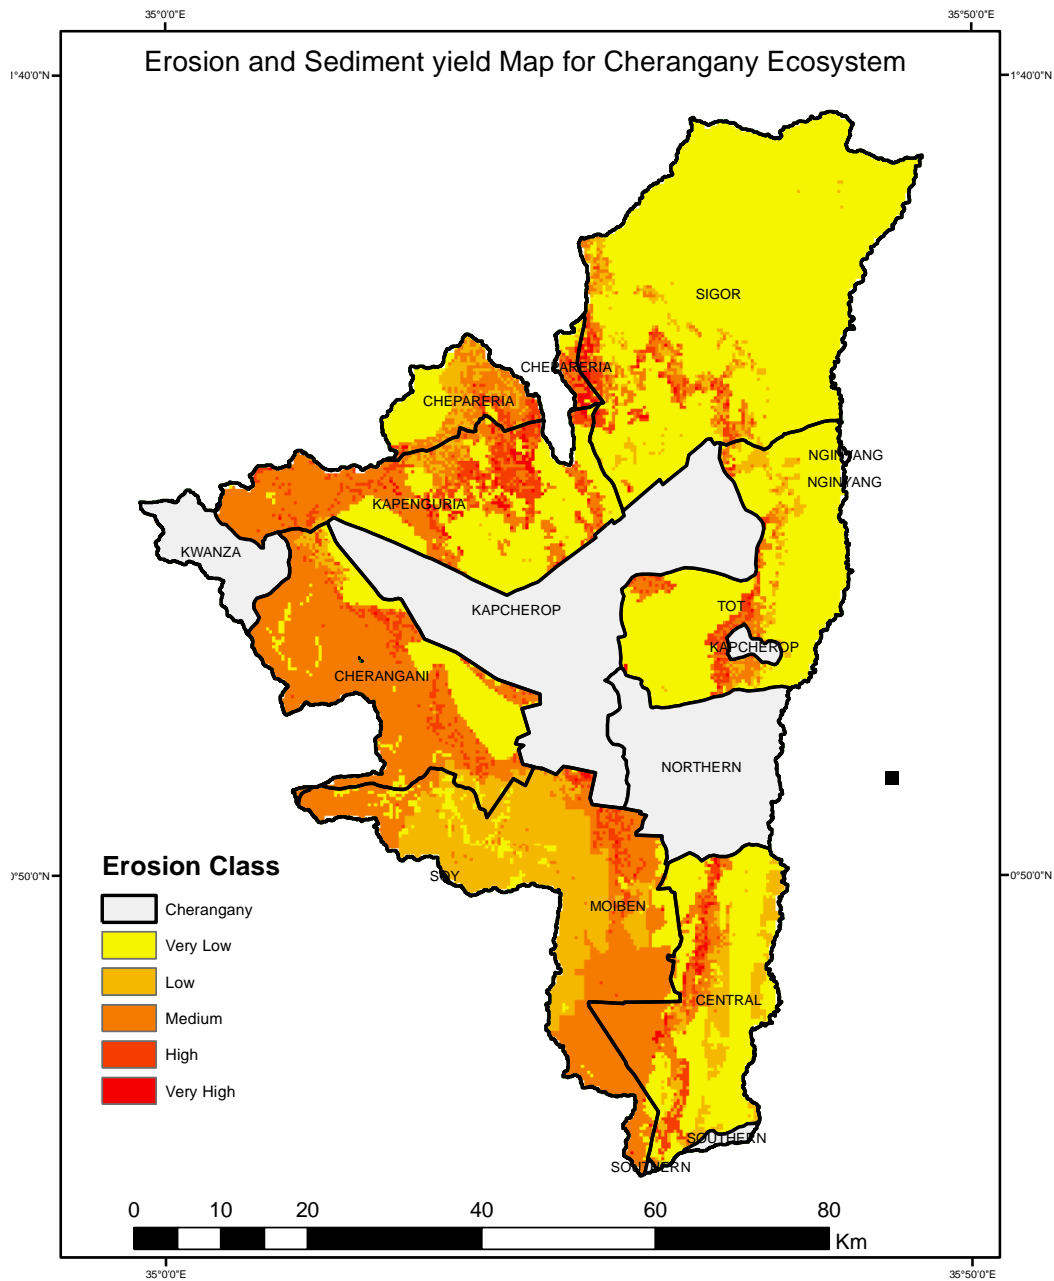 35°0'0"E 35°50'0"E
Erosion and Sediment yield Map for Cherangany Ecosystem
1°40'0"N 1°40'0"N
SIGOR
CHEPARERIA
CHEPARERIA
NGINYANG
NGINYANG
KAPENGURIA
KWANZA
KAPCHEROP
TOT
KAPCHEROP
CHERANGANI
NORTHERN
Erosion Class
0°50'0"N 0°50'0"N
SOY
MOIBEN
Cherangany
Very Low
Low
CENTRAL
Medium
High
Very High
SOUTHERN
SOUTHERN
0 10 20 40 60 80
Km
35°0'0"E 35°50'0"E